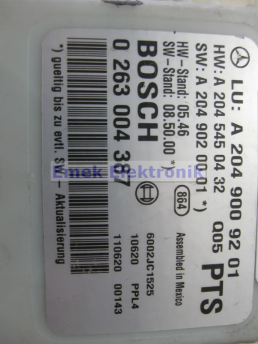 LU: A 204 900 92 01
HW: A 204 545 04 32 Q05 PTS
SW: A 204 902 00 01 *)
HW-Stand: 05.46
SW-Stand: 08.50.00 *)
864
Assembled in Mexico
BOSCH
0 263 004 387
6002JC1525
10620 PPL4
110620 00143
*) gueltig bis zu evtl. SW - Aktualisierung
Emek Elektronik